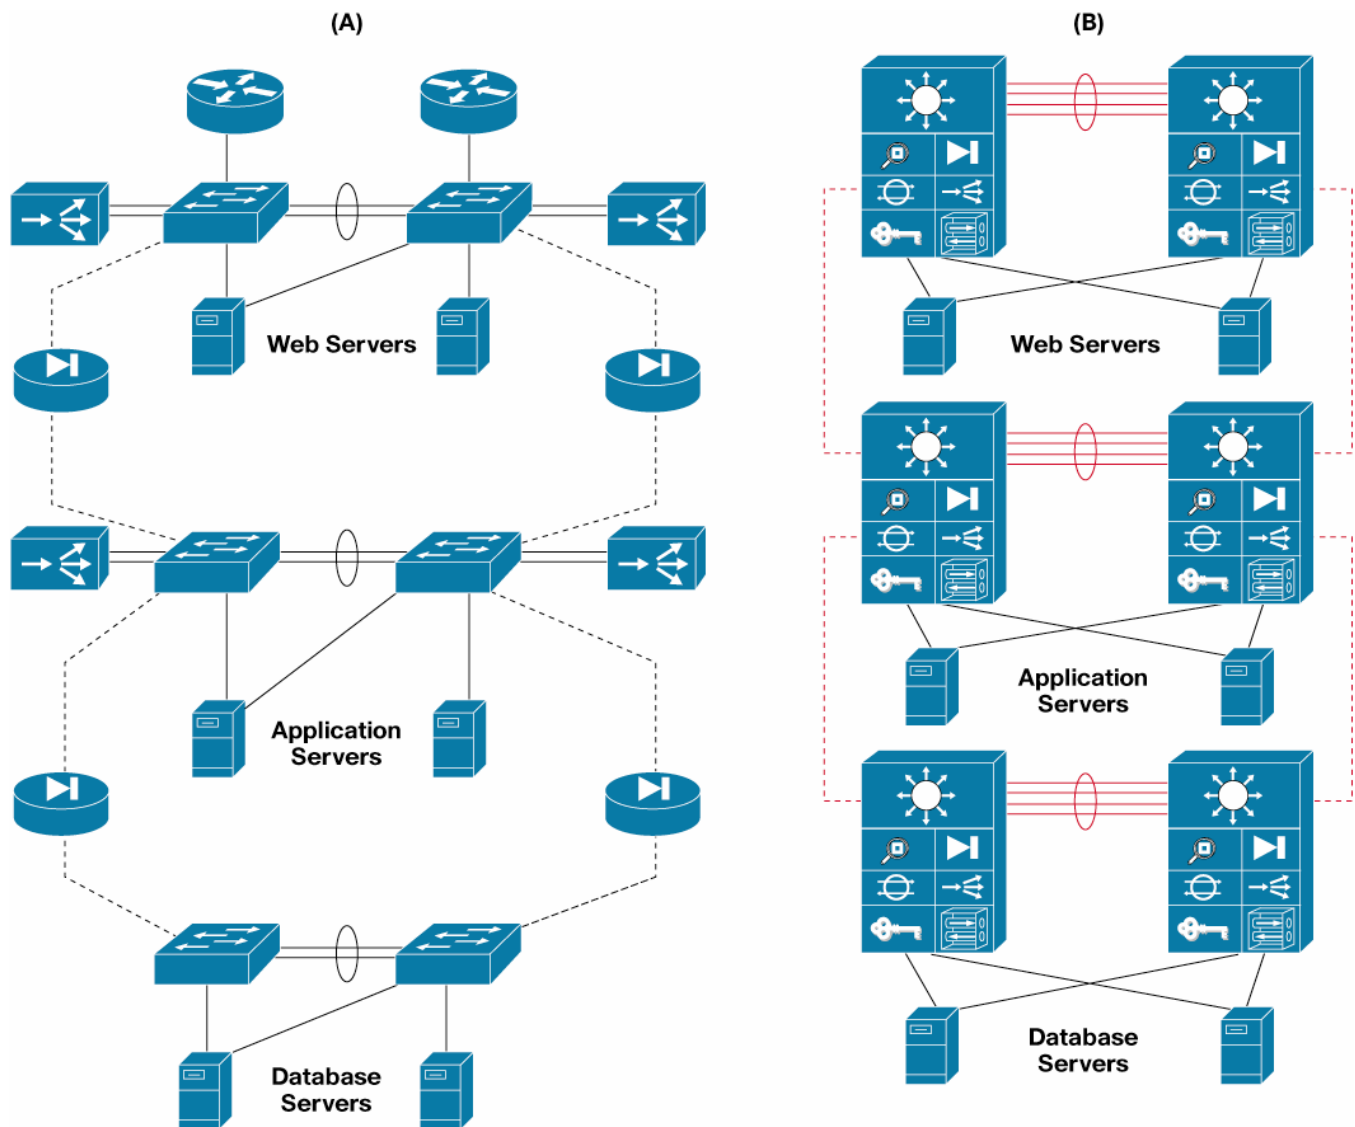 (A)
Web Servers
Application
Servers
Database
Servers
(B)
Web Servers
Application
Servers
Database
Servers